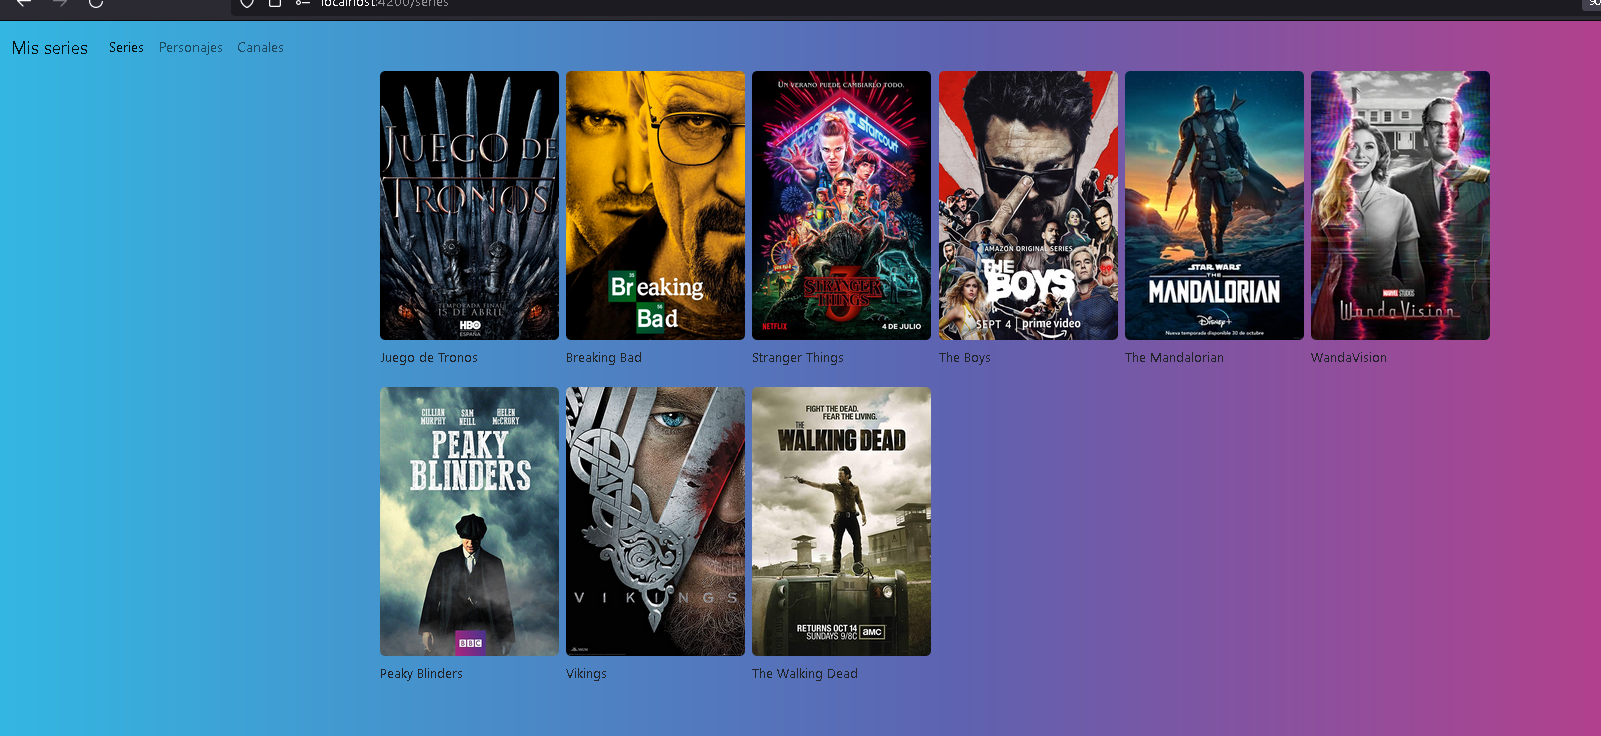 localhost:4200/series
90
Mis series
Series
Personajes
Canales
JUEGO DE
TRONOS
TEMPORADA FINAL
15 DE ABRIL
HBO
ESPAÑA
Juego de Tronos
35
Breaking
56
Bad
Breaking Bad
UN VERANO PUEDE CAMBIARLO TODO.
starcourt
3
STRANGER
THINGS
NETFLIX
4 DE JULIO
Stranger Things
AMAZON ORIGINAL SERIES
THE
BOYS
SEPT 4 | prime video
The Boys
STAR WARS
THE
MANDALORIAN
Disney+
Nueva temporada disponible 30 de octubre
The Mandalorian
MARVEL STUDIOS
WandaVision
WandaVision
CILLIAN MURPHY
SAM NEILL
HELEN McCRORY
PEAKY
BLINDERS
BBC
Peaky Blinders
VIKINGS
Vikings
FIGHT THE DEAD.
FEAR THE LIVING.
THE
WALKING DEAD
RETURNS OCT 14
SUNDAYS 9/8C
amc
The Walking Dead